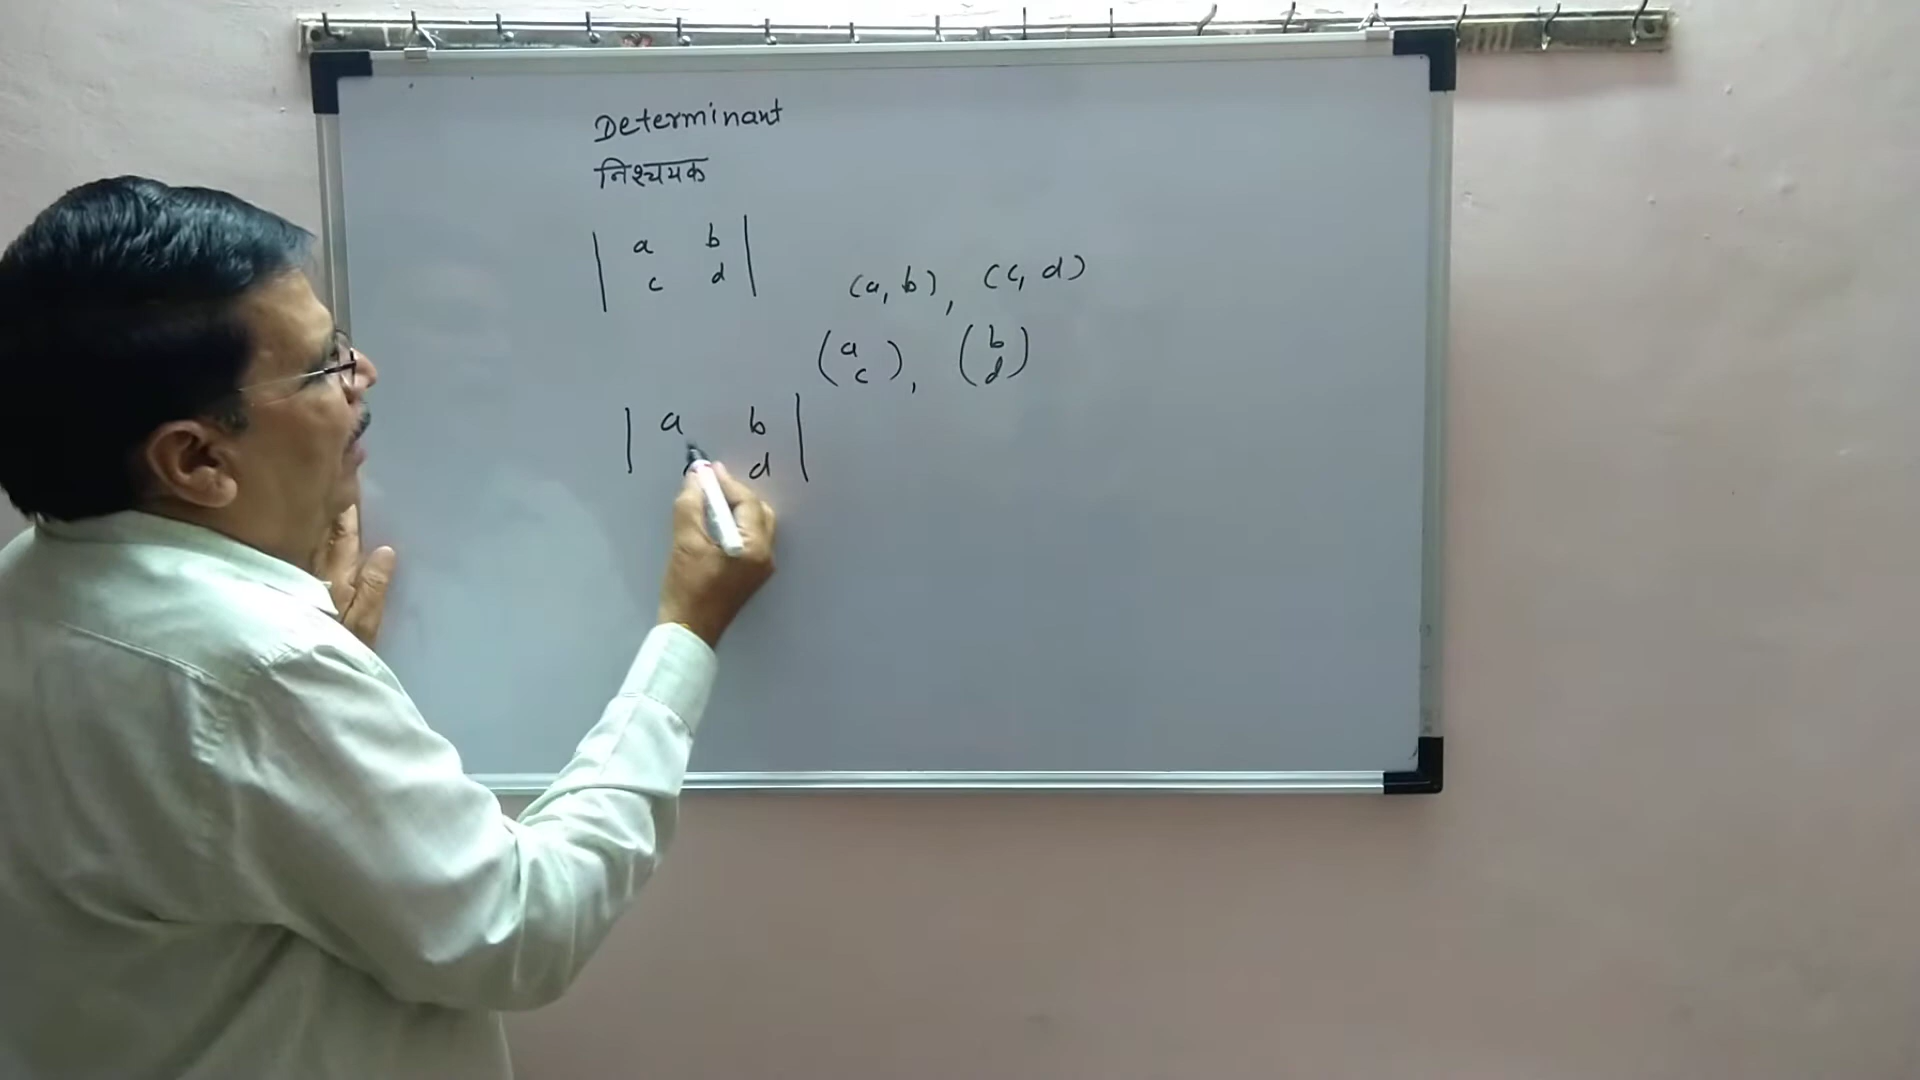 Determinant
निश्चयक
| a b |
| c d |
(a, b), (c, d)
(a c), (b d)
| a b |
| d |